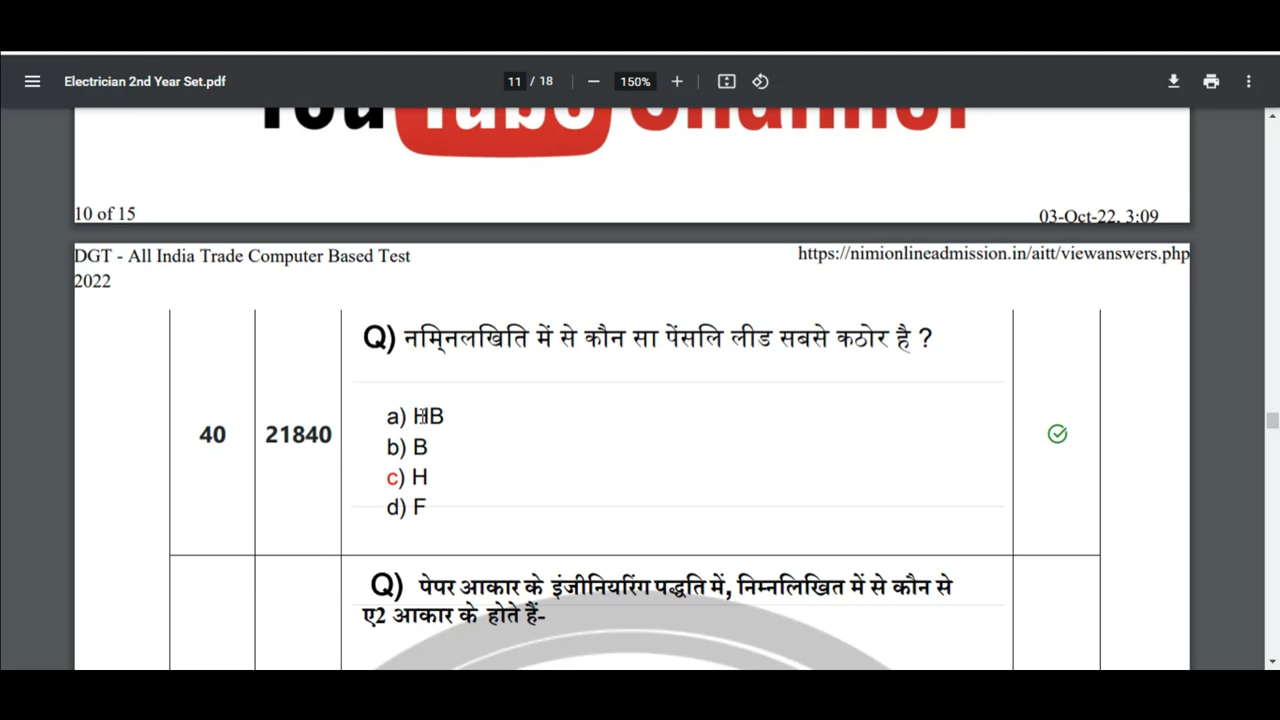 Electrician 2nd Year Set.pdf
11 / 18
150%
YouTube Channel
10 of 15
03-Oct-22, 3:09
DGT - All India Trade Computer Based Test
2022
https://nimionlineadmission.in/aitt/viewanswers.php
40
21840
Q) नम्निलखिति में से कौन सा पेंसलि लीड सबसे कठोर है ?
a) HB
b) B
c) H
d) F
Q) पेपर आकार के इंजीनियरिंग पद्धति में, निम्नलिखित में से कौन से
ए2 आकार के होते हैं-